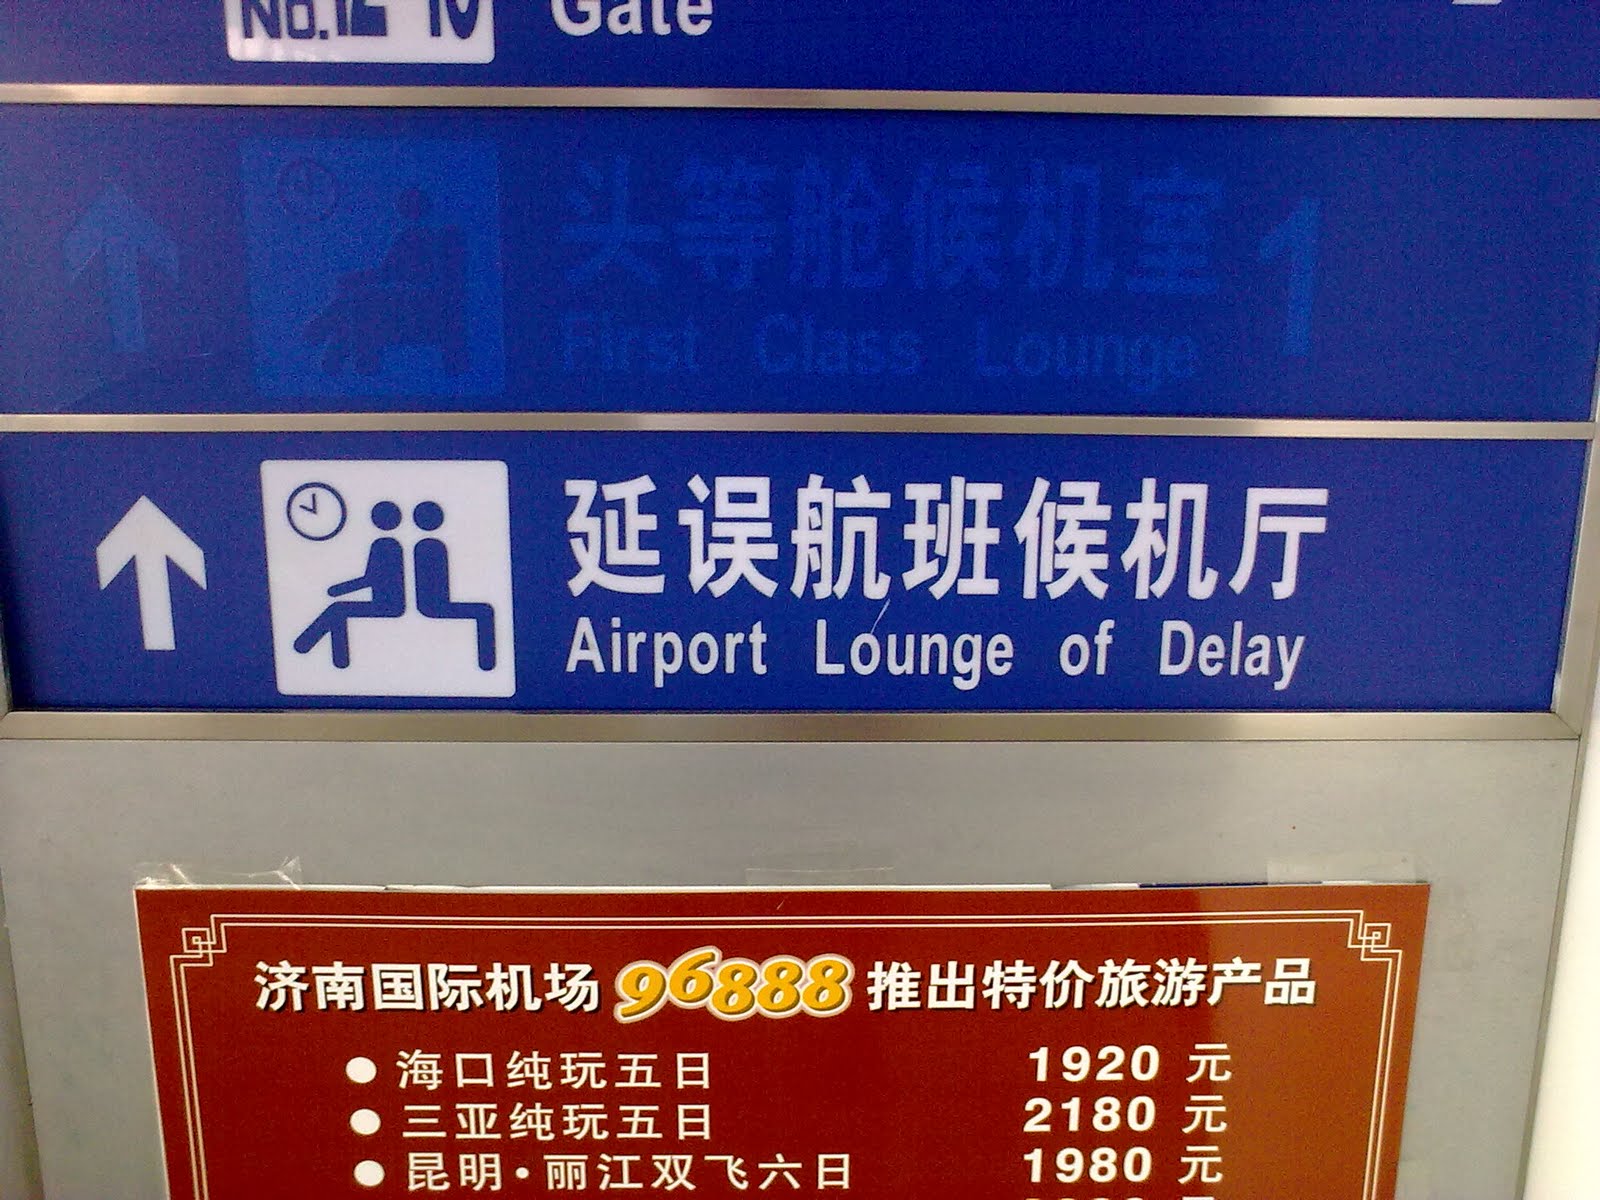 Gate
头等舱候机室 1
First Class Lounge
延误航班候机厅
Airport Lounge of Delay
济南国际机场 96888 推出特价旅游产品
● 海口纯玩五日 1920 元
● 三亚纯玩五日 2180 元
● 昆明·丽江双飞六日 1980 元